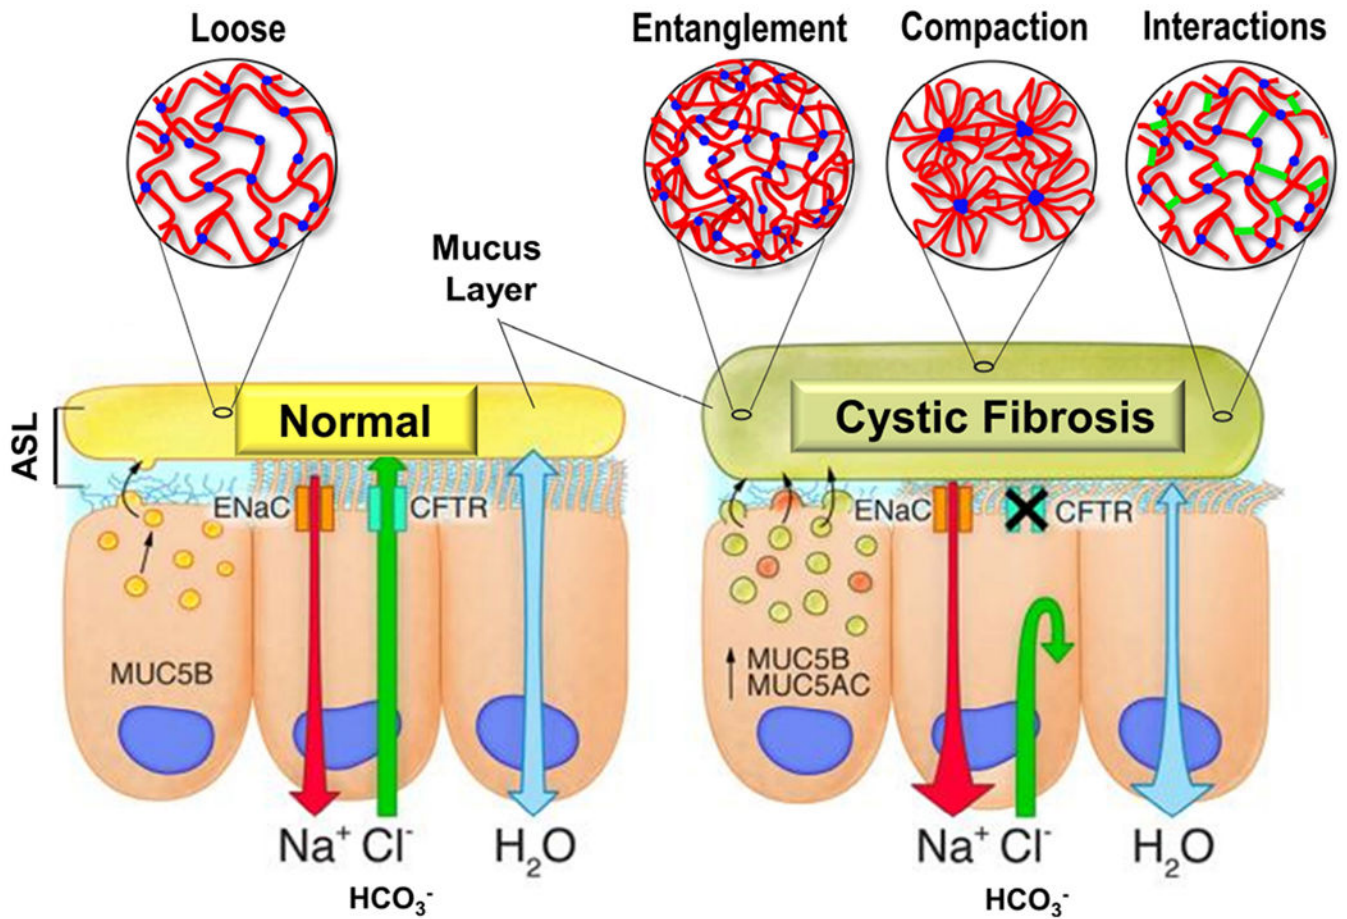 Loose
Entanglement
Compaction
Interactions
Mucus
Layer
ASL
Normal
Cystic Fibrosis
ENaC
CFTR
ENaC
CFTR
MUC5B
MUC5B
MUC5AC
Na⁺ Cl⁻
H₂O
HCO₃⁻
Na⁺ Cl⁻
H₂O
HCO₃⁻